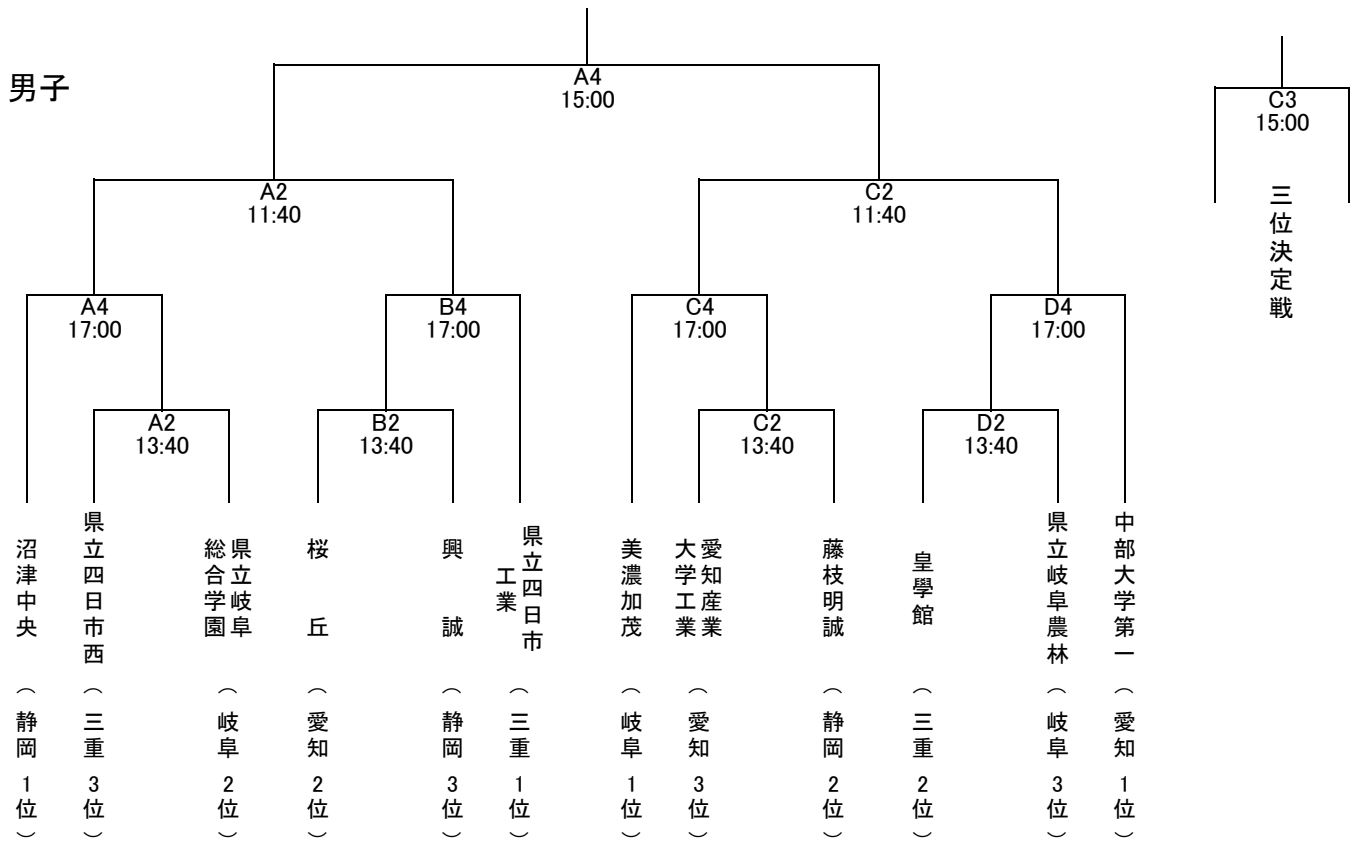 男子
A4
15:00
C3
15:00
三位決定戦
A2
11:40
C2
11:40
A4
17:00
B4
17:00
C4
17:00
D4
17:00
A2
13:40
B2
13:40
C2
13:40
D2
13:40
沼津中央
（静岡1位）
県立四日市西
（三重3位）
県立岐阜
総合学園
（岐阜2位）
桜丘
（愛知2位）
興誠
（静岡3位）
県立四日市
工業
（三重1位）
美濃加茂
（岐阜1位）
愛知産業
大学工業
（愛知3位）
藤枝明誠
（静岡2位）
皇學館
（三重2位）
県立岐阜農林
（岐阜3位）
中部大学第一
（愛知1位）